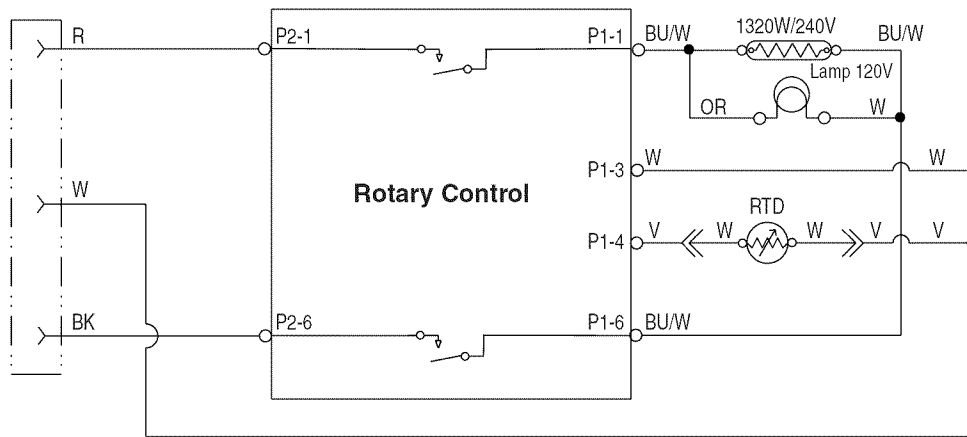 R P2-1 P1-1 BU/W 1320W/240V BU/W
Lamp 120V
OR W
W P1-3 W W
Rotary Control
RTD
P1-4 V W W V V
BK P2-6 P1-6 BU/W